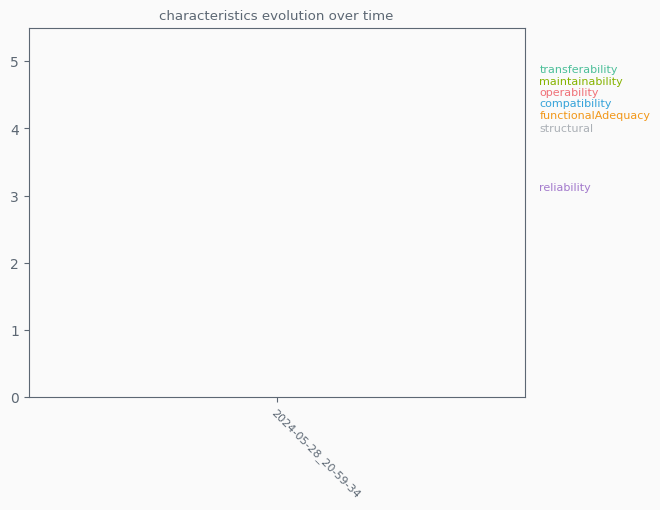 characteristics evolution over time
5
4
3
2
1
0
transferability
maintainability
operability
compatibility
functionalAdequacy
structural
reliability
2024-05-28_20-59-34